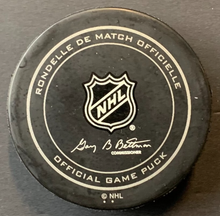 RONDELLE DE MATCH OFFICIELLE
NHL
®
Gary B Bettman
COMMISSIONER
OFFICIAL GAME PUCK
© NHL